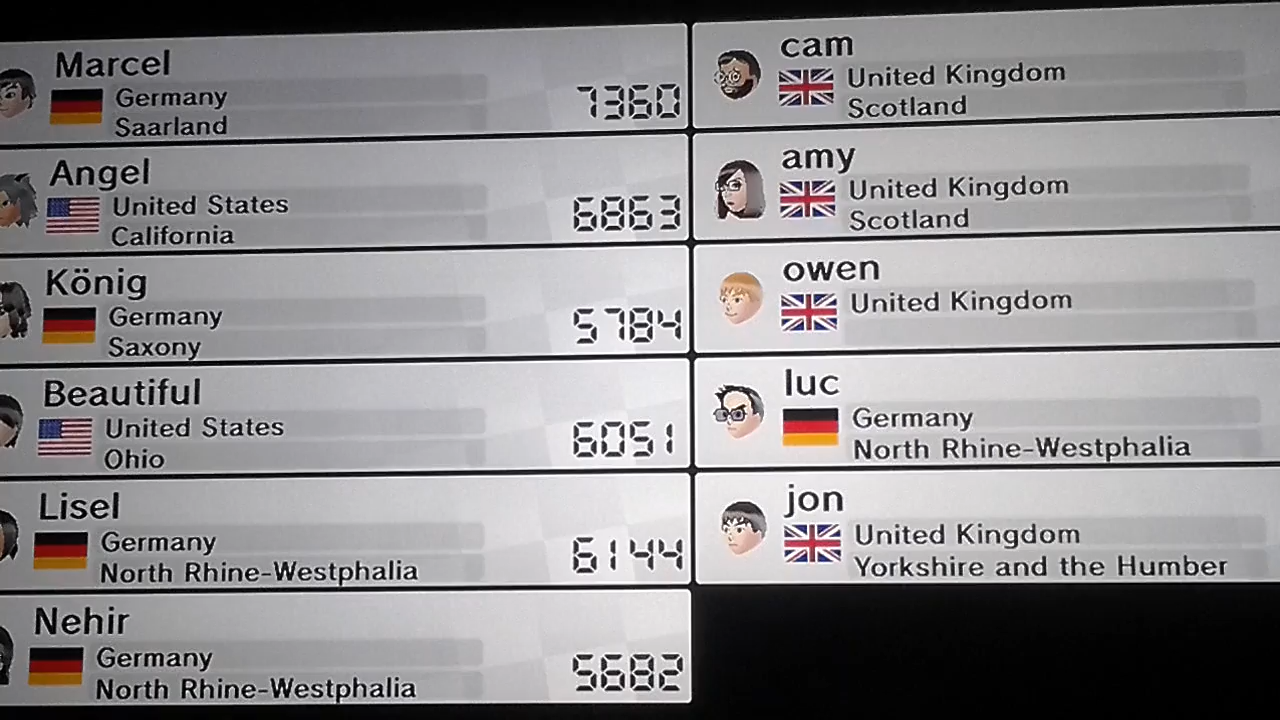 Marcel
Germany
Saarland
7360
Angel
United States
California
6863
König
Germany
Saxony
5784
Beautiful
United States
Ohio
6051
Lisel
Germany
North Rhine-Westphalia
6144
Nehir
Germany
North Rhine-Westphalia
5682
cam
United Kingdom
Scotland
amy
United Kingdom
Scotland
owen
United Kingdom
luc
Germany
North Rhine-Westphalia
jon
United Kingdom
Yorkshire and the Humber